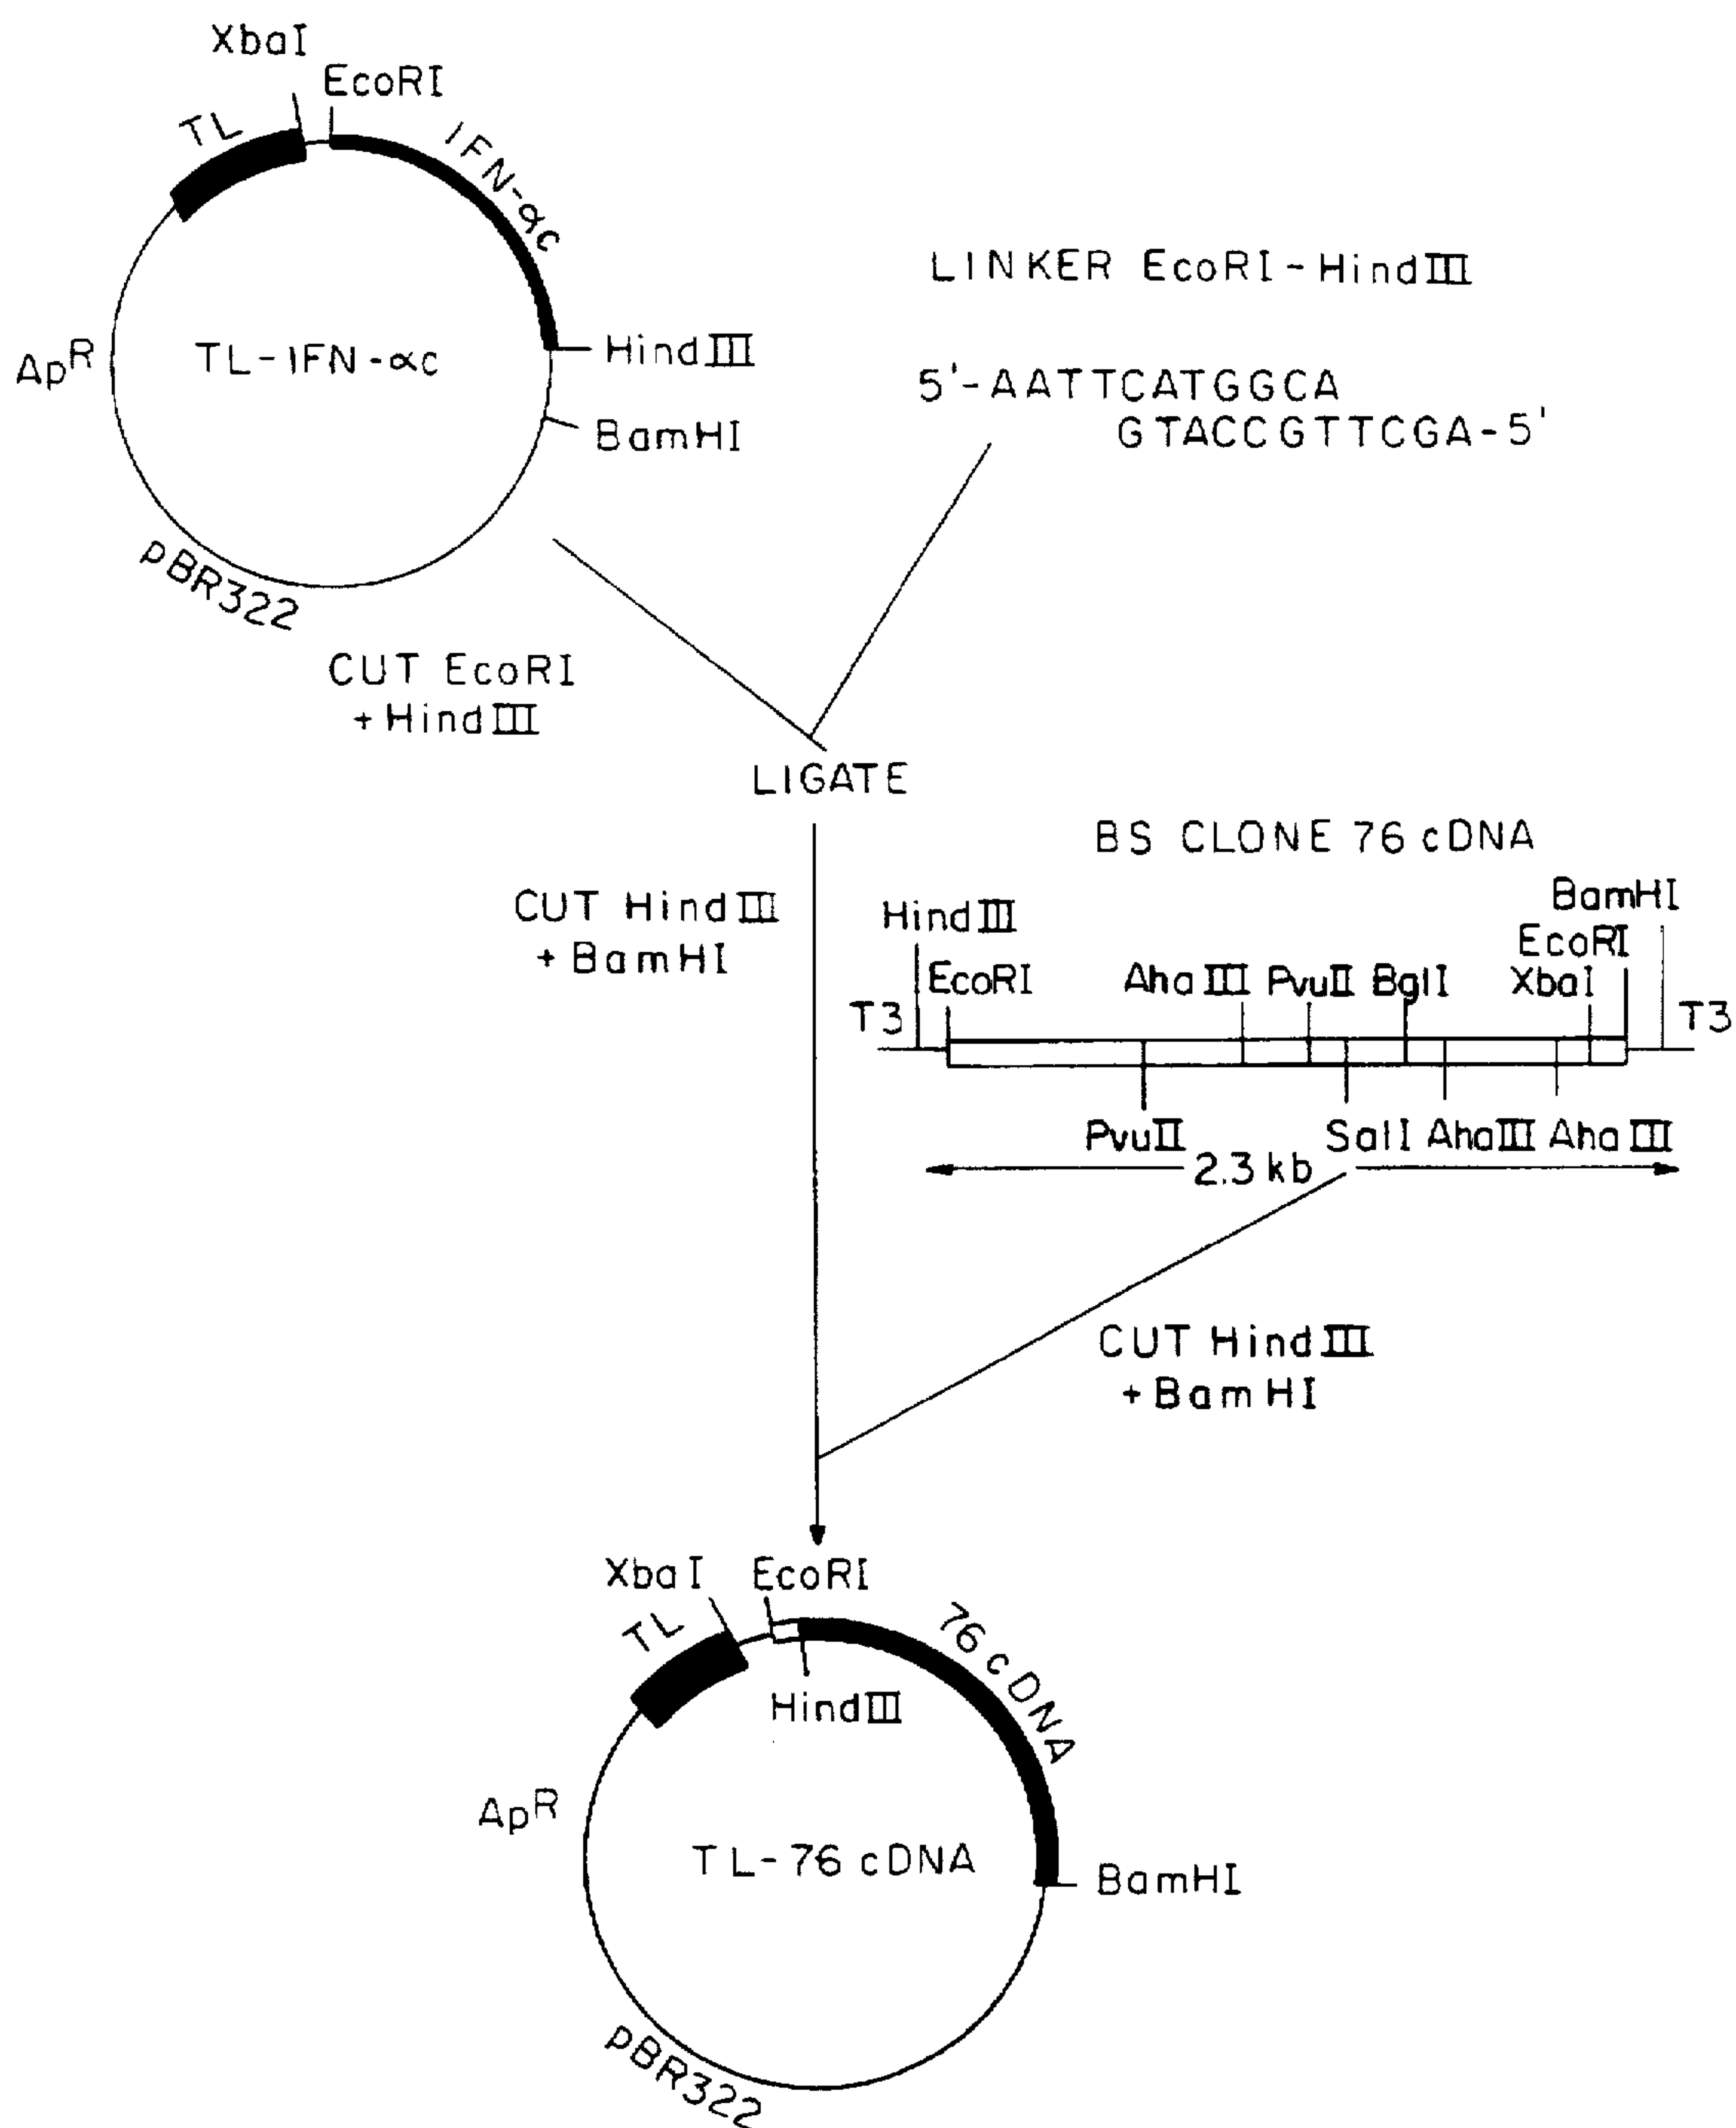 XbaI
EcoRI
TL
IFN-αc
ApR
TL-IFN-αc
HindIII
BamHI
pBR322
LINKER EcoRI-HindIII
5'-AATTCATGGCA
GTACCGTTCGA-5'
CUT EcoRI
+HindIII
LIGATE
BS CLONE 76 cDNA
CUT HindIII
+ BamHI
HindIII
BamHI
EcoRI
EcoRI
AhaIII
PvuII
BglI
XbaI
T3
T3
PvuII
SalI
AhaIII
AhaIII
2.3 kb
CUT HindIII
+BamHI
XbaI
EcoRI
TL
76 cDNA
HindIII
ApR
TL-76 cDNA
BamHI
pBR322